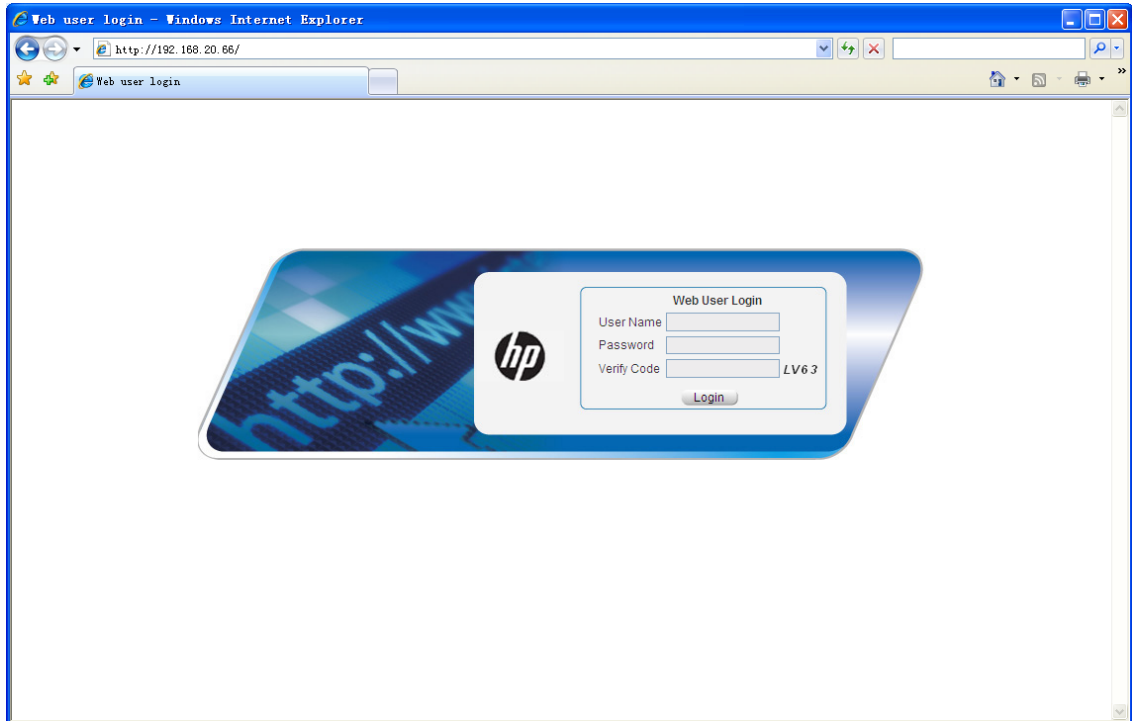 Web user login - Windows Internet Explorer
http://192.168.20.66/
Web user login
»
http://ww
hp
Web User Login
User Name
Password
Verify Code LV63
Login